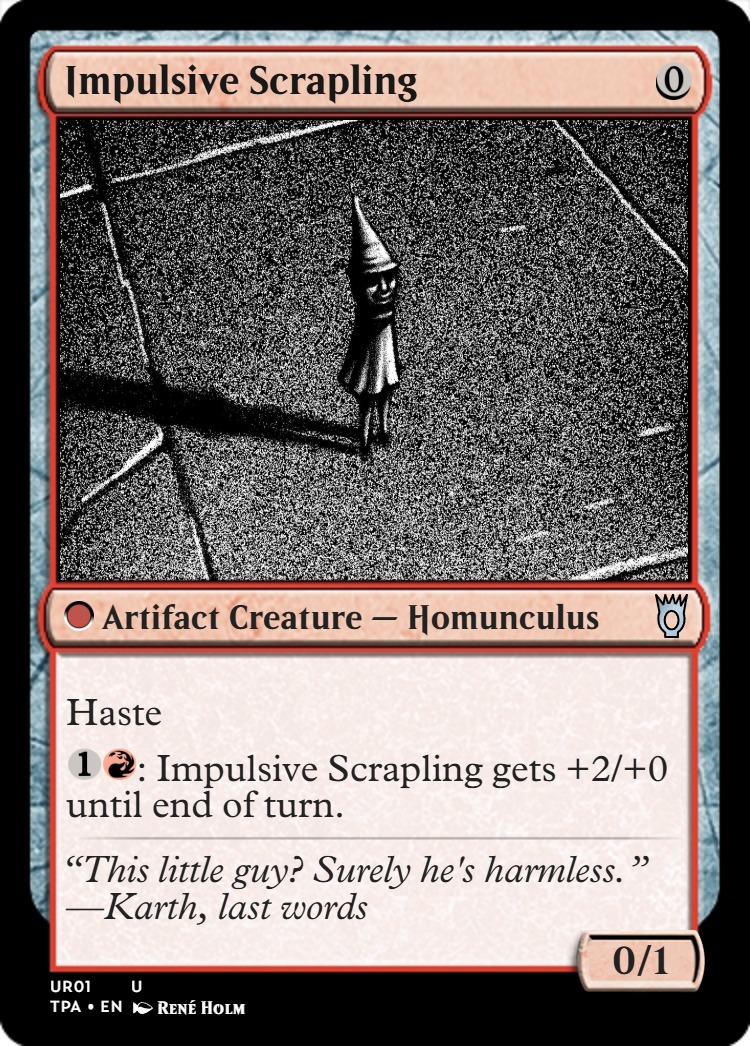 Impulsive Scrapling 0
Artifact Creature — Homunculus
Haste
1 : Impulsive Scrapling gets +2/+0
until end of turn.
“This little guy? Surely he's harmless.”
—Karth, last words
0/1
UR01 U
TPA • EN RENÉ HOLM